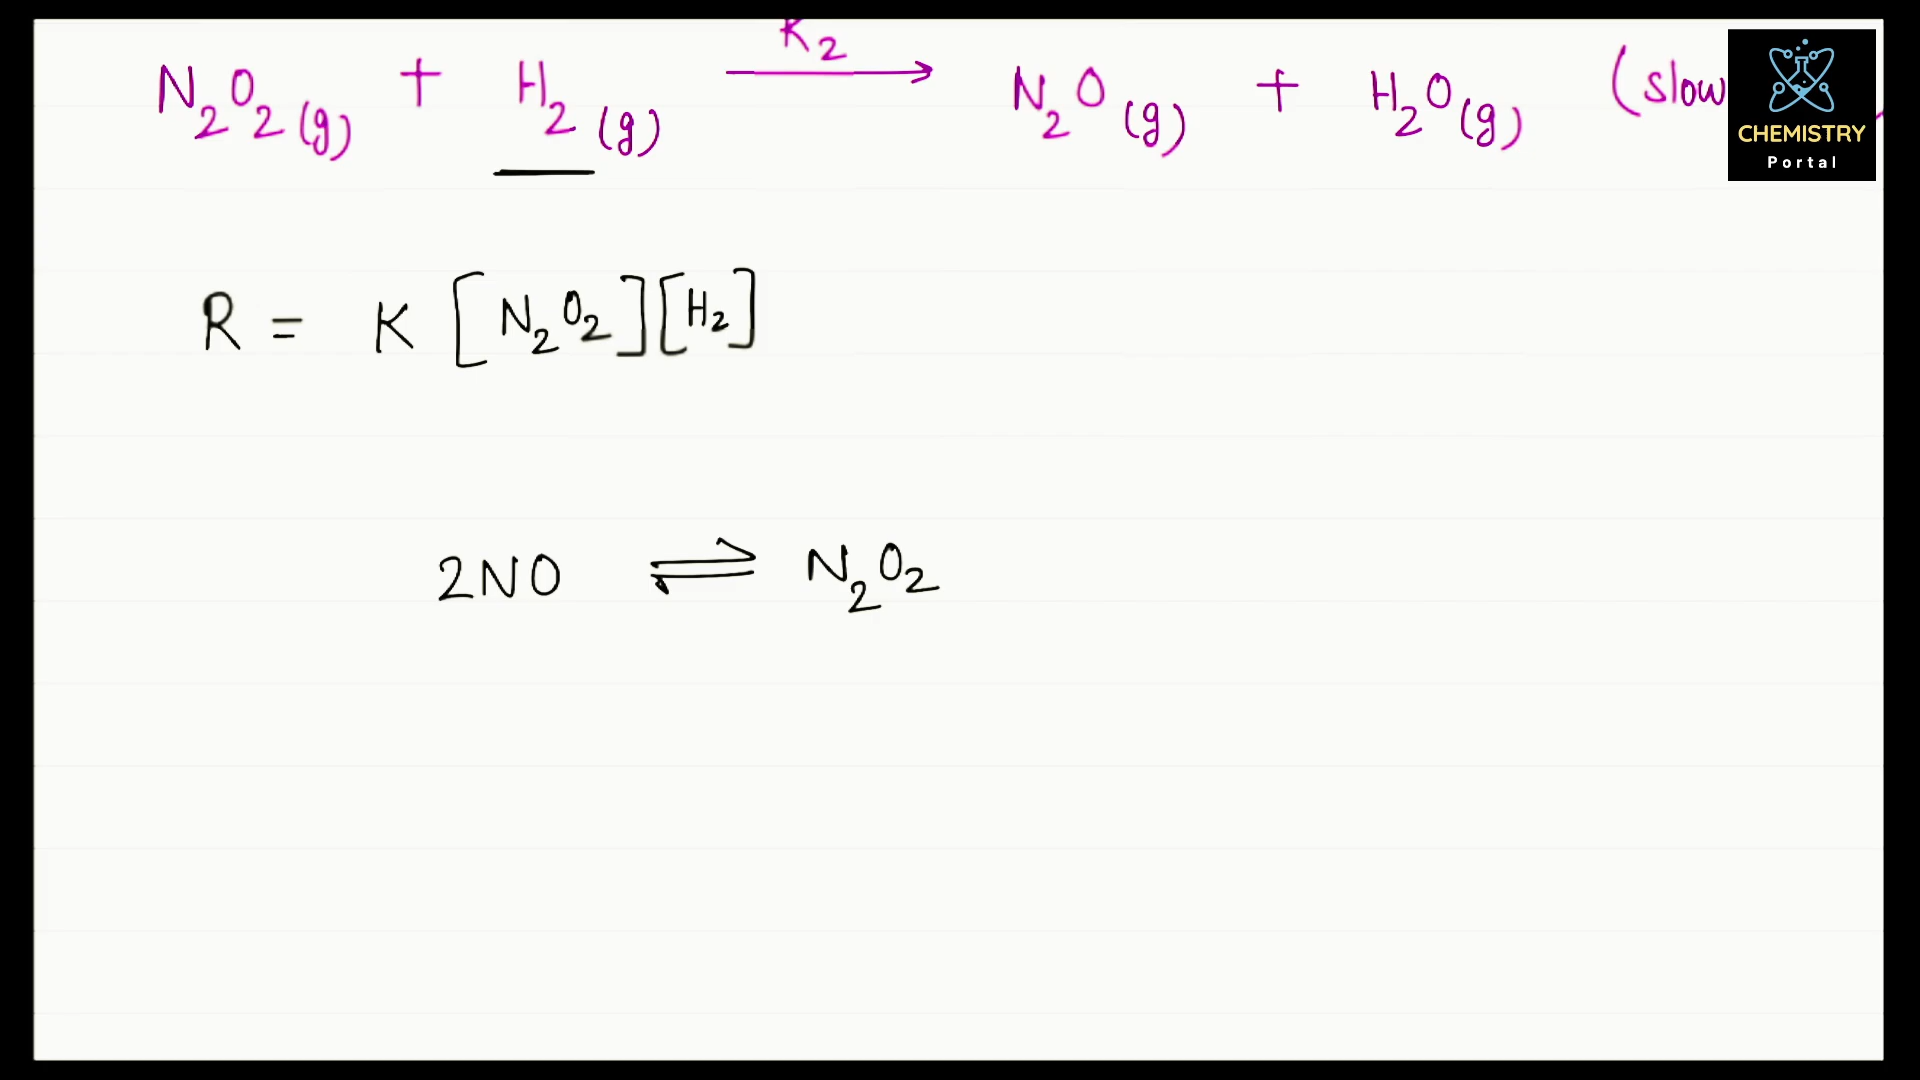 K₂
N₂O₂(g) + H₂(g) → N₂O(g) + H₂O(g) (slow
CHEMISTRY
Portal
R = K [N₂O₂][H₂]
2NO ⇌ N₂O₂